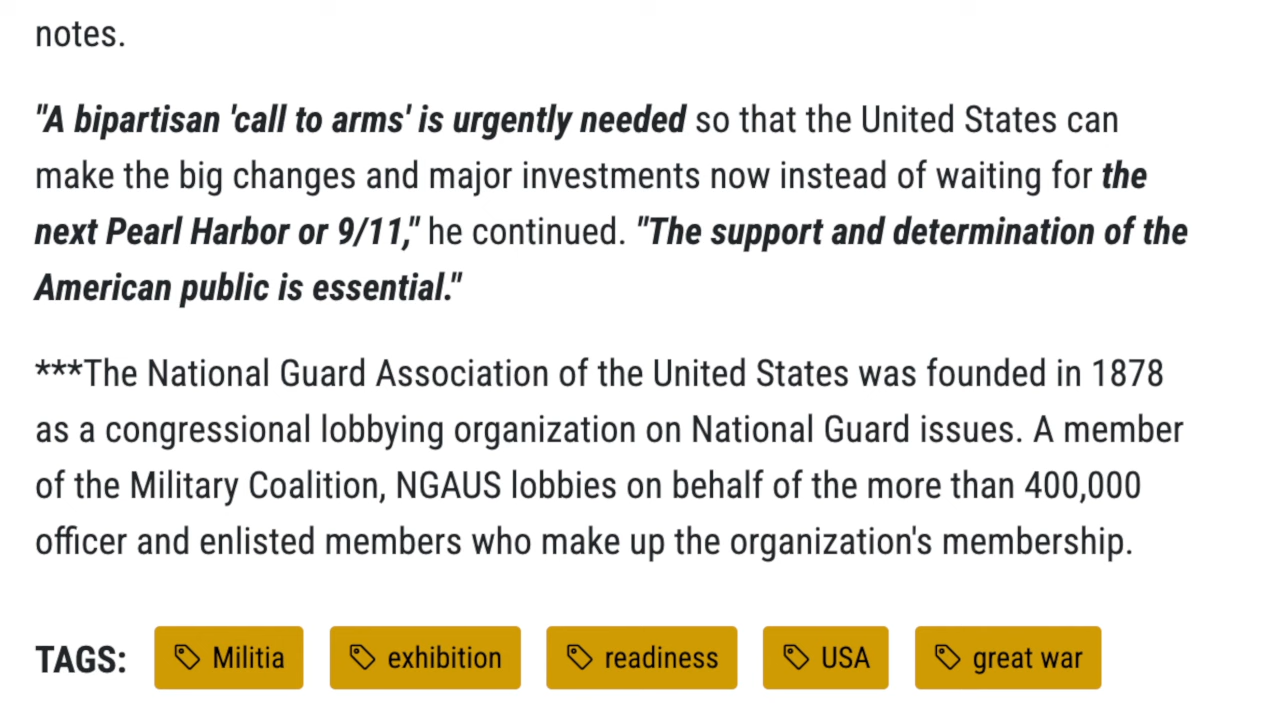 notes.
"A bipartisan 'call to arms' is urgently needed so that the United States can
make the big changes and major investments now instead of waiting for the
next Pearl Harbor or 9/11," he continued. "The support and determination of the
American public is essential."
***The National Guard Association of the United States was founded in 1878
as a congressional lobbying organization on National Guard issues. A member
of the Military Coalition, NGAUS lobbies on behalf of the more than 400,000
officer and enlisted members who make up the organization's membership.
TAGS: Militia exhibition readiness USA great war